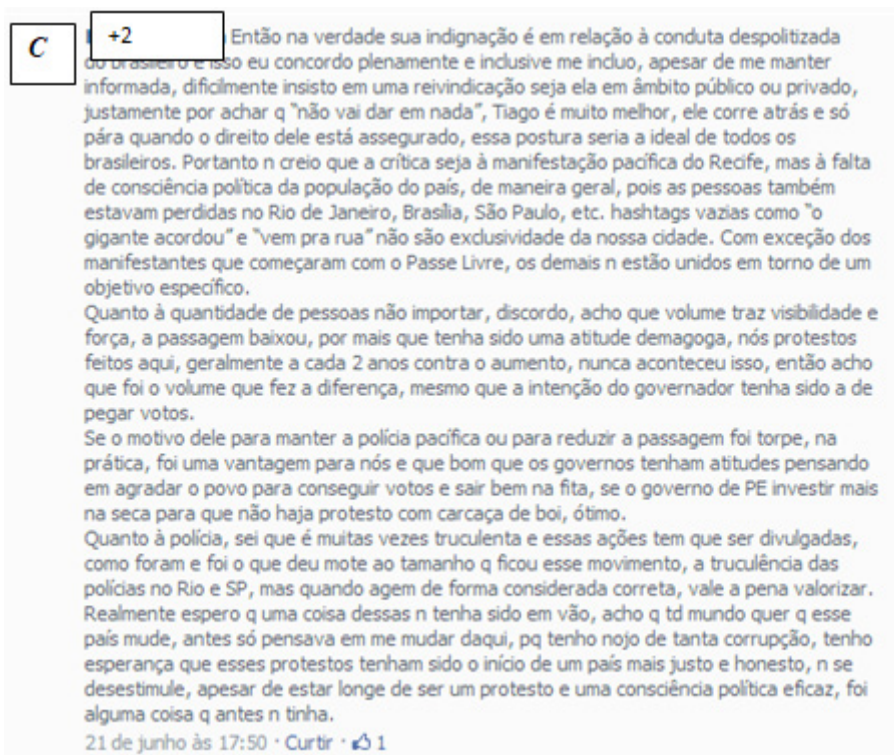 C
+2
Então na verdade sua indignação é em relação à conduta despolitizada
do brasileiro e isso eu concordo plenamente e inclusive me incluo, apesar de me manter
informada, dificilmente insisto em uma reivindicação seja ela em âmbito público ou privado,
justamente por achar q "não vai dar em nada", Tiago é muito melhor, ele corre atrás e só
pára quando o direito dele está assegurado, essa postura seria a ideal de todos os
brasileiros. Portanto n creio que a crítica seja à manifestação pacífica do Recife, mas à falta
de consciência política da população do país, de maneira geral, pois as pessoas também
estavam perdidas no Rio de Janeiro, Brasília, São Paulo, etc. hashtags vazias como "o
gigante acordou" e "vem pra rua" não são exclusividade da nossa cidade. Com exceção dos
manifestantes que começaram com o Passe Livre, os demais n estão unidos em torno de um
objetivo específico.
Quanto à quantidade de pessoas não importar, discordo, acho que volume traz visibilidade e
força, a passagem baixou, por mais que tenha sido uma atitude demagoga, nós protestos
feitos aqui, geralmente a cada 2 anos contra o aumento, nunca aconteceu isso, então acho
que foi o volume que fez a diferença, mesmo que a intenção do governador tenha sido a de
pegar votos.
Se o motivo dele para manter a polícia pacífica ou para reduzir a passagem foi torpe, na
prática, foi uma vantagem para nós e que bom que os governos tenham atitudes pensando
em agradar o povo para conseguir votos e sair bem na fita, se o governo de PE investir mais
na seca para que não haja protesto com carcaça de boi, ótimo.
Quanto à polícia, sei que é muitas vezes truculenta e essas ações tem que ser divulgadas,
como foram e foi o que deu mote ao tamanho q ficou esse movimento, a truculência das
polícias no Rio e SP, mas quando agem de forma considerada correta, vale a pena valorizar.
Realmente espero q uma coisa dessas n tenha sido em vão, acho q td mundo quer q esse
país mude, antes só pensava em me mudar daqui, pq tenho nojo de tanta corrupção, tenho
esperança que esses protestos tenham sido o início de um país mais justo e honesto, n se
desestimule, apesar de estar longe de ser um protesto e uma consciência política eficaz, foi
alguma coisa q antes n tinha.
21 de junho às 17:50 · Curtir · 1